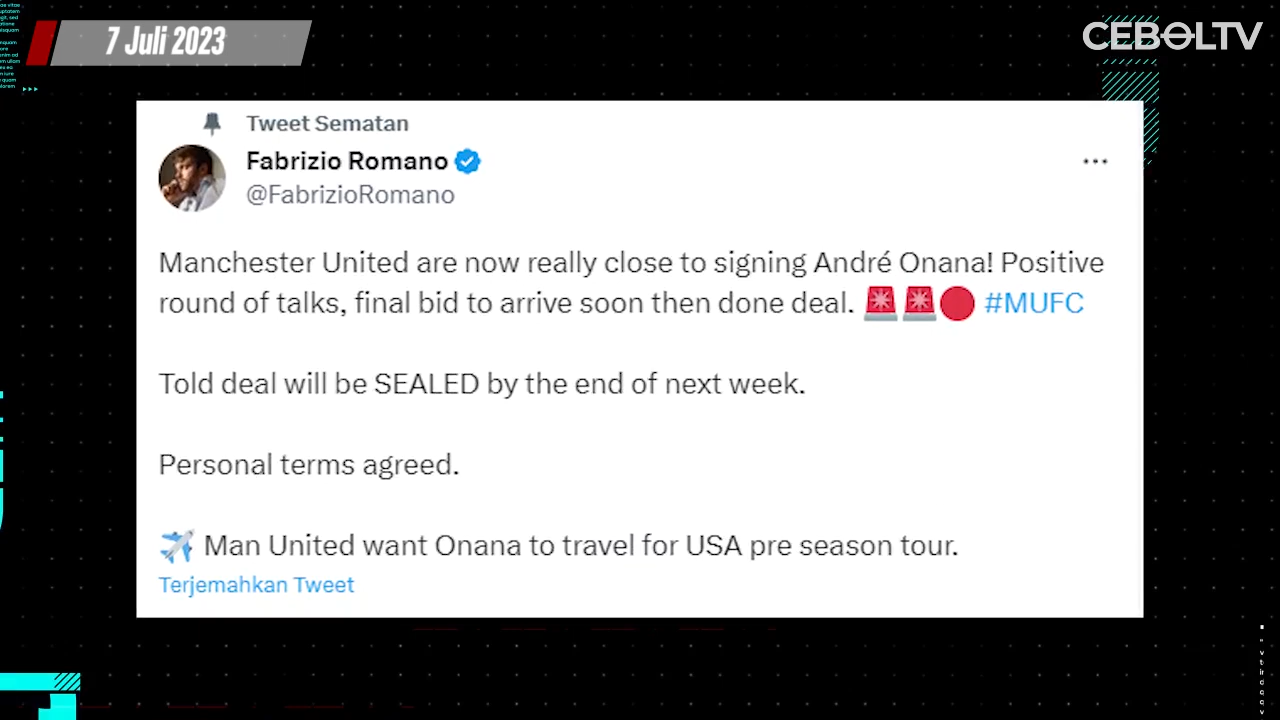 7 Juli 2023
CEBOLTV
Tweet Sematan
Fabrizio Romano
@FabrizioRomano
Manchester United are now really close to signing André Onana! Positive
round of talks, final bid to arrive soon then done deal. 🚨🚨🔴 #MUFC
Told deal will be SEALED by the end of next week.
Personal terms agreed.
✈️ Man United want Onana to travel for USA pre season tour.
Terjemahkan Tweet